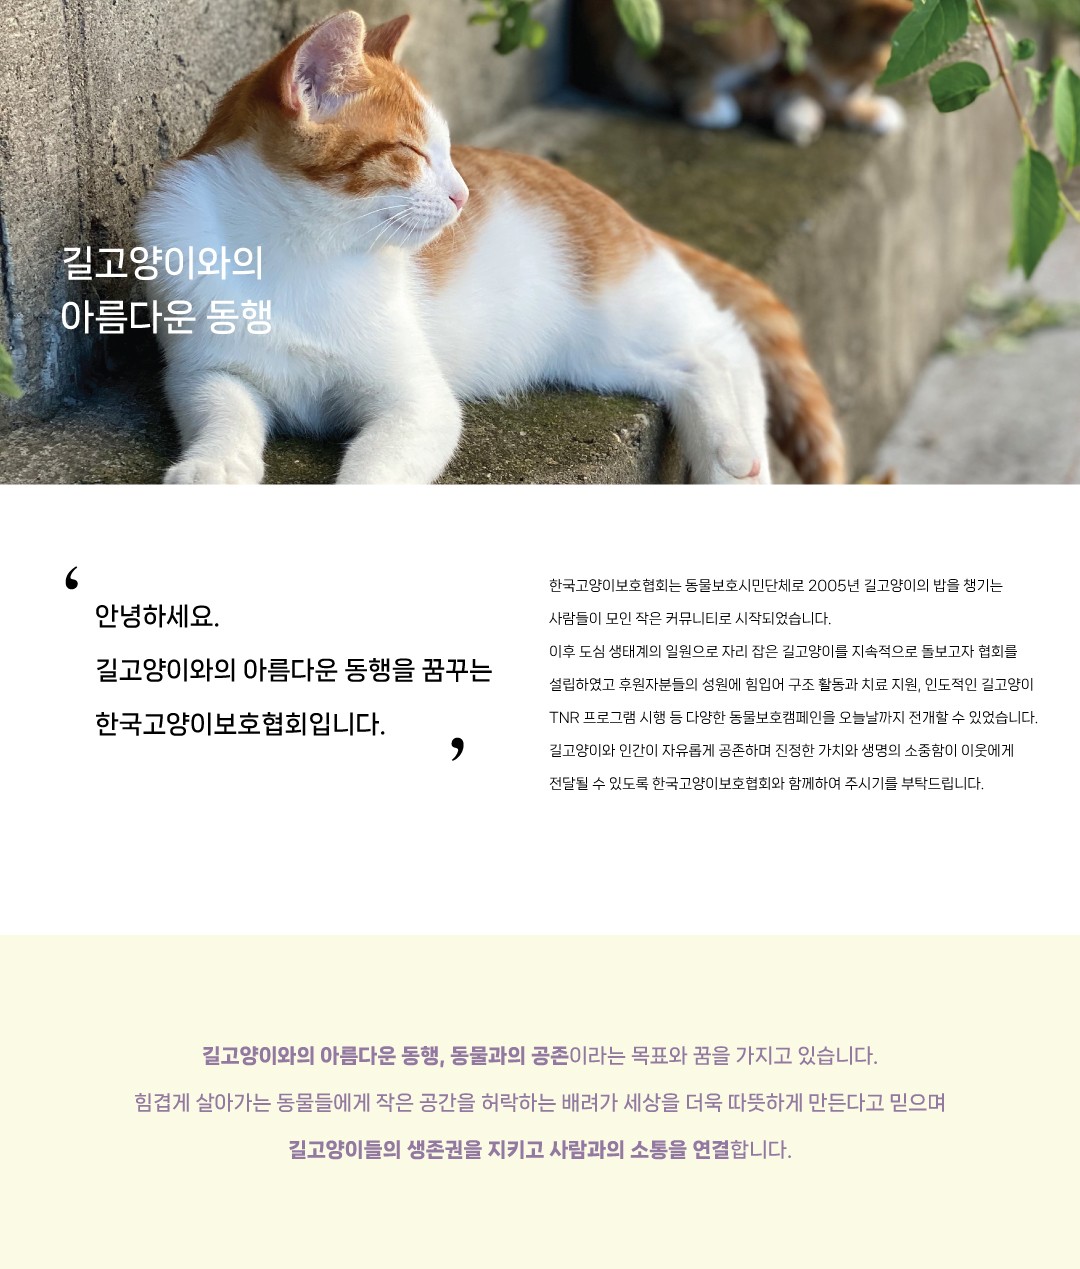 길고양이와의
아름다운 동행
‘
안녕하세요.
길고양이와의 아름다운 동행을 꿈꾸는
한국고양이보호협회입니다.
’
한국고양이보호협회는 동물보호시민단체로 2005년 길고양이의 밥을 챙기는
사람들이 모인 작은 커뮤니티로 시작되었습니다.
이후 도심 생태계의 일원으로 자리 잡은 길고양이를 지속적으로 돌보고자 협회를
설립하였고 후원자분들의 성원에 힘입어 구조 활동과 치료 지원, 인도적인 길고양이
TNR 프로그램 시행 등 다양한 동물보호캠페인을 오늘날까지 전개할 수 있었습니다.
길고양이와 인간이 자유롭게 공존하며 진정한 가치와 생명의 소중함이 이웃에게
전달될 수 있도록 한국고양이보호협회와 함께하여 주시기를 부탁드립니다.
길고양이와의 아름다운 동행, 동물과의 공존이라는 목표와 꿈을 가지고 있습니다.
힘겹게 살아가는 동물들에게 작은 공간을 허락하는 배려가 세상을 더욱 따뜻하게 만든다고 믿으며
길고양이들의 생존권을 지키고 사람과의 소통을 연결합니다.